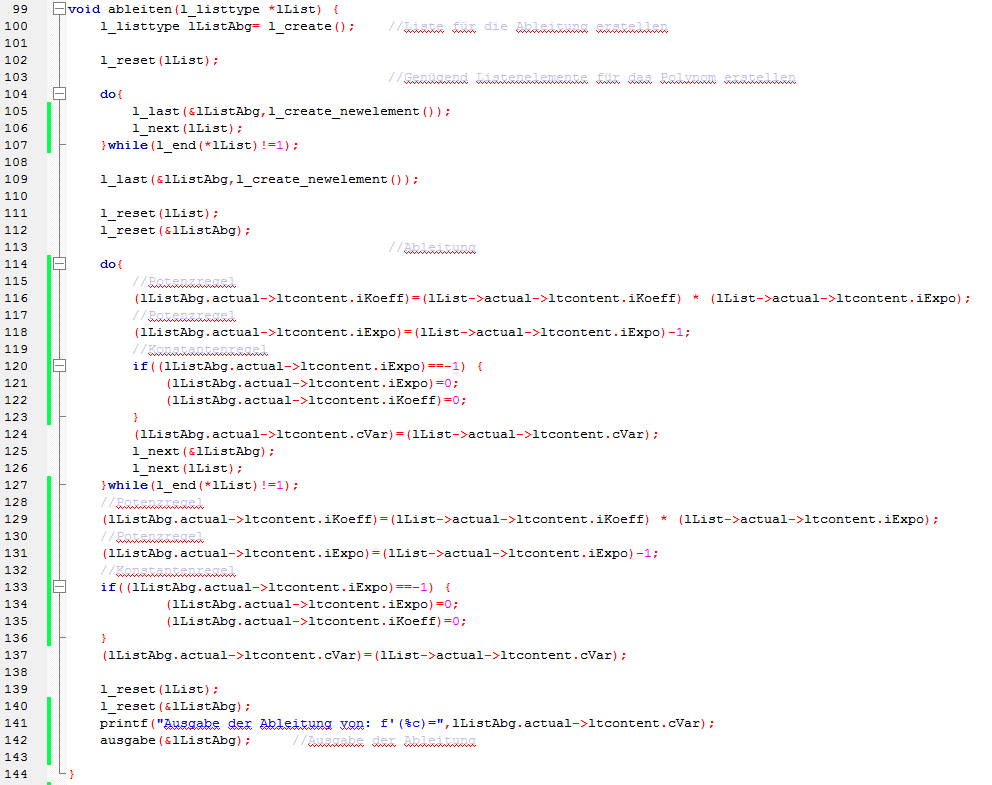 99 void ableiten(l_listtype *lList) {
100 l_listtype lListAbg= l_create(); //Liste für die Ableitung erstellen
101
102 l_reset(lList);
103 //Genügend Listenelemente für das Polynom erstellen
104 do{
105 l_last(&lListAbg,l_create_newelement());
106 l_next(lList);
107 }while(l_end(*lList)!=1);
108
109 l_last(&lListAbg,l_create_newelement());
110
111 l_reset(lList);
112 l_reset(&lListAbg);
113 //Ableitung
114 do{
115 //Potenzregel
116 (lListAbg.actual->ltcontent.iKoeff)=(lList->actual->ltcontent.iKoeff) * (lList->actual->ltcontent.iExpo);
117 //Potenzregel
118 (lListAbg.actual->ltcontent.iExpo)=(lList->actual->ltcontent.iExpo)-1;
119 //Konstantenregel
120 if((lListAbg.actual->ltcontent.iExpo)==-1) {
121 (lListAbg.actual->ltcontent.iExpo)=0;
122 (lListAbg.actual->ltcontent.iKoeff)=0;
123 }
124 (lListAbg.actual->ltcontent.cVar)=(lList->actual->ltcontent.cVar);
125 l_next(&lListAbg);
126 l_next(lList);
127 }while(l_end(*lList)!=1);
128 //Potenzregel
129 (lListAbg.actual->ltcontent.iKoeff)=(lList->actual->ltcontent.iKoeff) * (lList->actual->ltcontent.iExpo);
130 //Potenzregel
131 (lListAbg.actual->ltcontent.iExpo)=(lList->actual->ltcontent.iExpo)-1;
132 //Konstantenregel
133 if((lListAbg.actual->ltcontent.iExpo)==-1) {
134 (lListAbg.actual->ltcontent.iExpo)=0;
135 (lListAbg.actual->ltcontent.iKoeff)=0;
136 }
137 (lListAbg.actual->ltcontent.cVar)=(lList->actual->ltcontent.cVar);
138
139 l_reset(lList);
140 l_reset(&lListAbg);
141 printf("Ausgabe der Ableitung von: f'(%c)=",lListAbg.actual->ltcontent.cVar);
142 ausgabe(&lListAbg); //Ausgabe der Ableitung
143
144 }